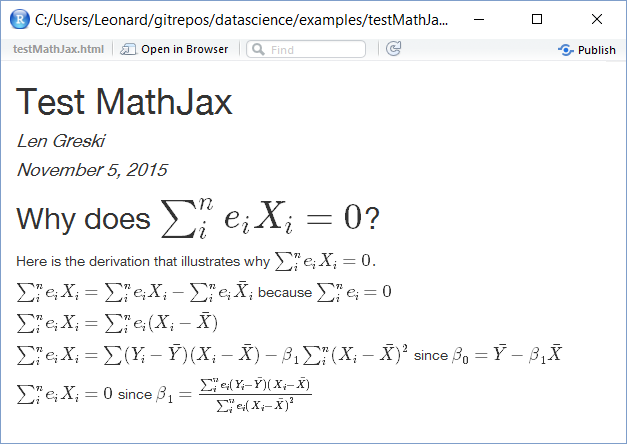 C:/Users/Leonard/gitrepos/datascience/examples/testMathJa...
testMathJax.html Open in Browser Find Publish
Test MathJax
Len Greski
November 5, 2015
Why does $\sum_i^n e_i X_i = 0$?
Here is the derivation that illustrates why $\sum_i^n e_i X_i = 0$.
$\sum_i^n e_i X_i = \sum_i^n e_i X_i - \sum_i^n e_i \bar{X}_i$ because $\sum_i^n e_i = 0$
$\sum_i^n e_i X_i = \sum_i^n e_i (X_i - \bar{X})$
$\sum_i^n e_i X_i = \sum (Y_i - \bar{Y})(X_i - \bar{X}) - \beta_1 \sum_i^n (X_i - \bar{X})^2$ since $\beta_0 = \bar{Y} - \beta_1 \bar{X}$
$\sum_i^n e_i X_i = 0$ since $\beta_1 = \frac{\sum_i^n e_i (Y_i - \bar{Y})(X_i - \bar{X})}{\sum_i^n e_i (X_i - \bar{X})^2}$